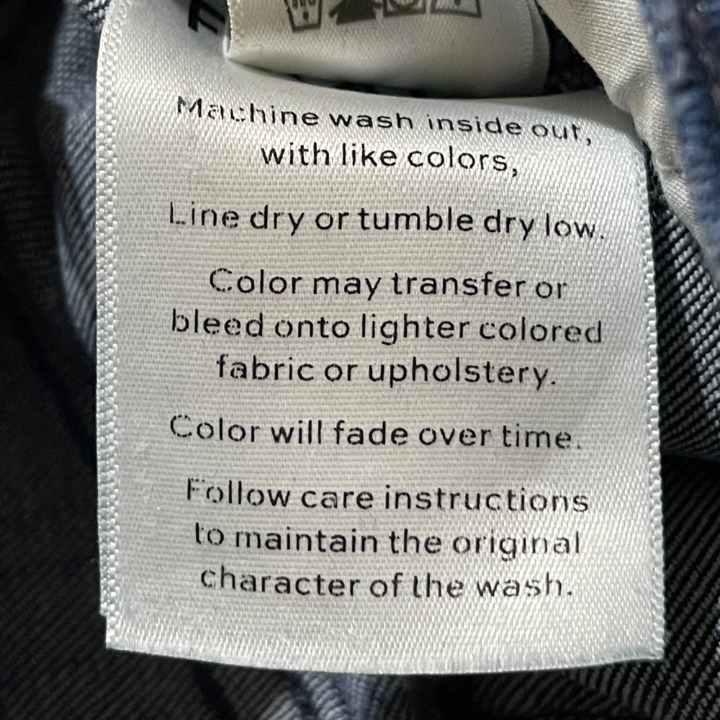 Machine wash inside out,
with like colors,
Line dry or tumble dry low.
Color may transfer or
bleed onto lighter colored
fabric or upholstery.
Color will fade over time.
Follow care instructions
to maintain the original
character of the wash.